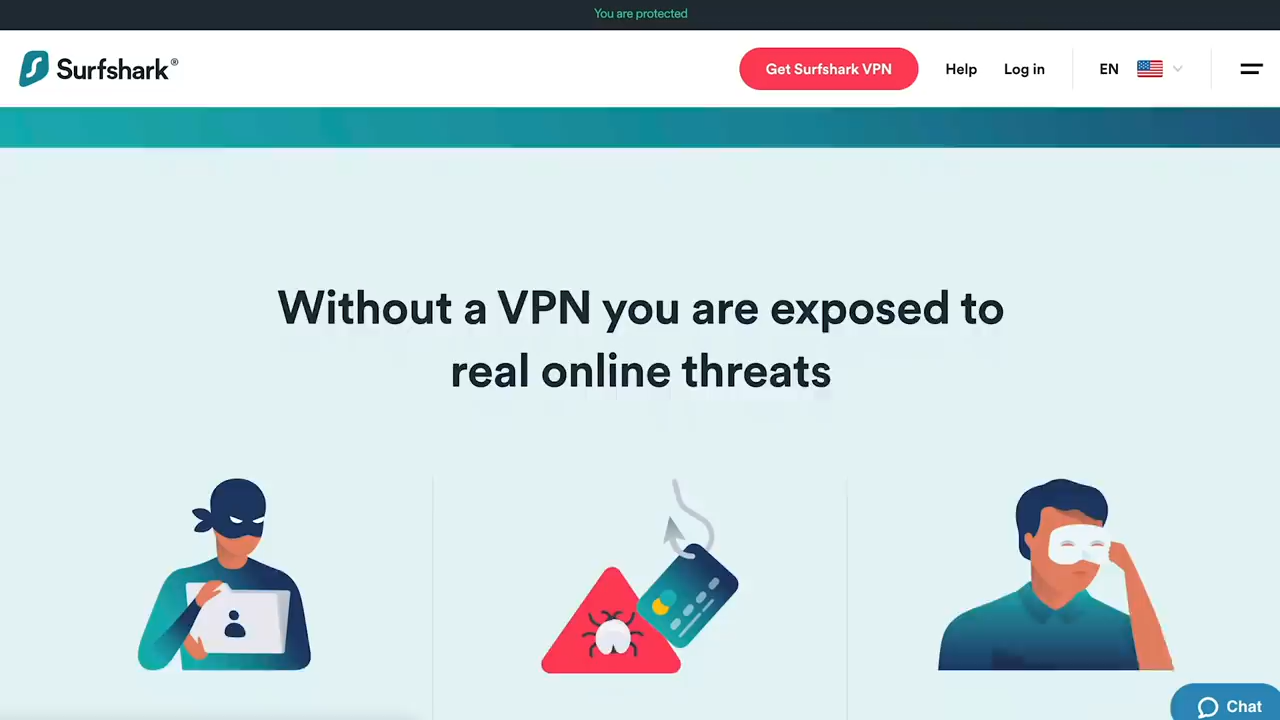 You are protected
Surfshark®
Get Surfshark VPN
Help
Log in
EN
Without a VPN you are exposed to
real online threats
Chat